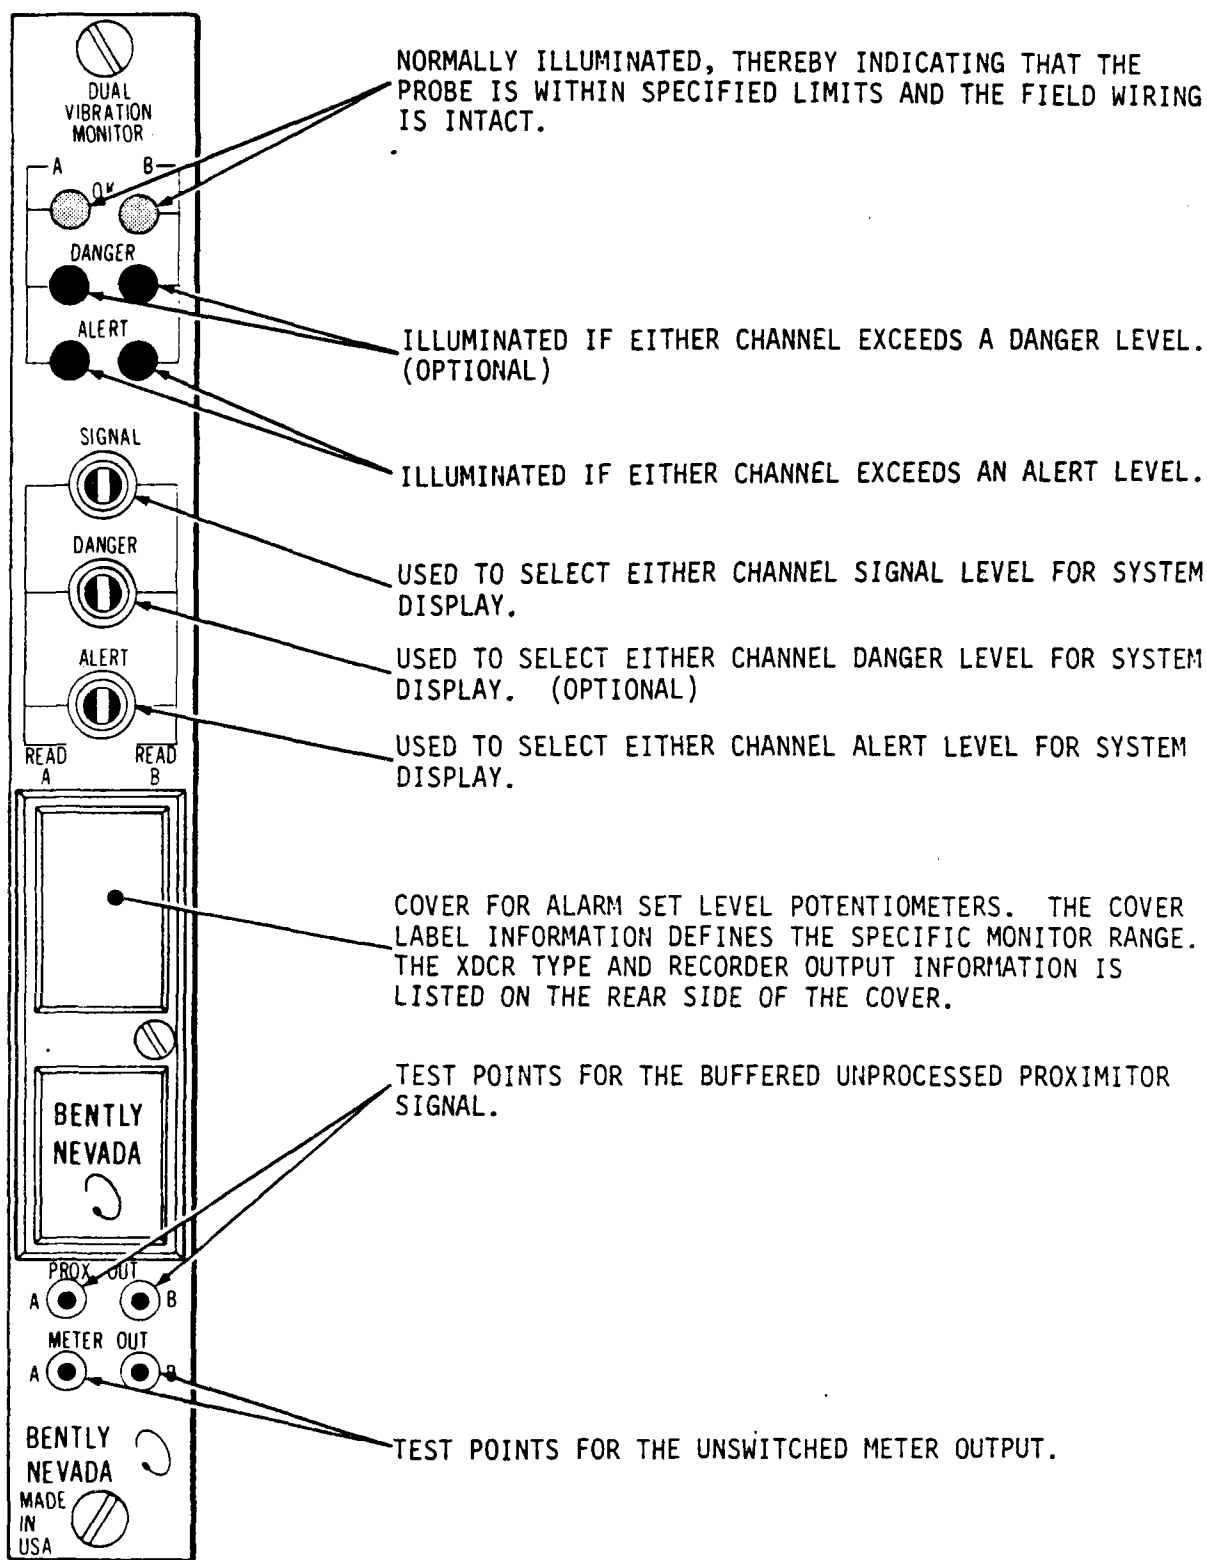 DUAL
VIBRATION
MONITOR
A B
OK
DANGER
ALERT
SIGNAL
DANGER
ALERT
READ READ
A B
BENTLY
NEVADA
PROX. OUT
A B
METER OUT
A B
BENTLY
NEVADA
MADE
IN
USA
NORMALLY ILLUMINATED, THEREBY INDICATING THAT THE
PROBE IS WITHIN SPECIFIED LIMITS AND THE FIELD WIRING
IS INTACT.
ILLUMINATED IF EITHER CHANNEL EXCEEDS A DANGER LEVEL.
(OPTIONAL)
ILLUMINATED IF EITHER CHANNEL EXCEEDS AN ALERT LEVEL.
USED TO SELECT EITHER CHANNEL SIGNAL LEVEL FOR SYSTEM
DISPLAY.
USED TO SELECT EITHER CHANNEL DANGER LEVEL FOR SYSTEM
DISPLAY. (OPTIONAL)
USED TO SELECT EITHER CHANNEL ALERT LEVEL FOR SYSTEM
DISPLAY.
COVER FOR ALARM SET LEVEL POTENTIOMETERS. THE COVER
LABEL INFORMATION DEFINES THE SPECIFIC MONITOR RANGE.
THE XDCR TYPE AND RECORDER OUTPUT INFORMATION IS
LISTED ON THE REAR SIDE OF THE COVER.
TEST POINTS FOR THE BUFFERED UNPROCESSED PROXIMITOR
SIGNAL.
TEST POINTS FOR THE UNSWITCHED METER OUTPUT.